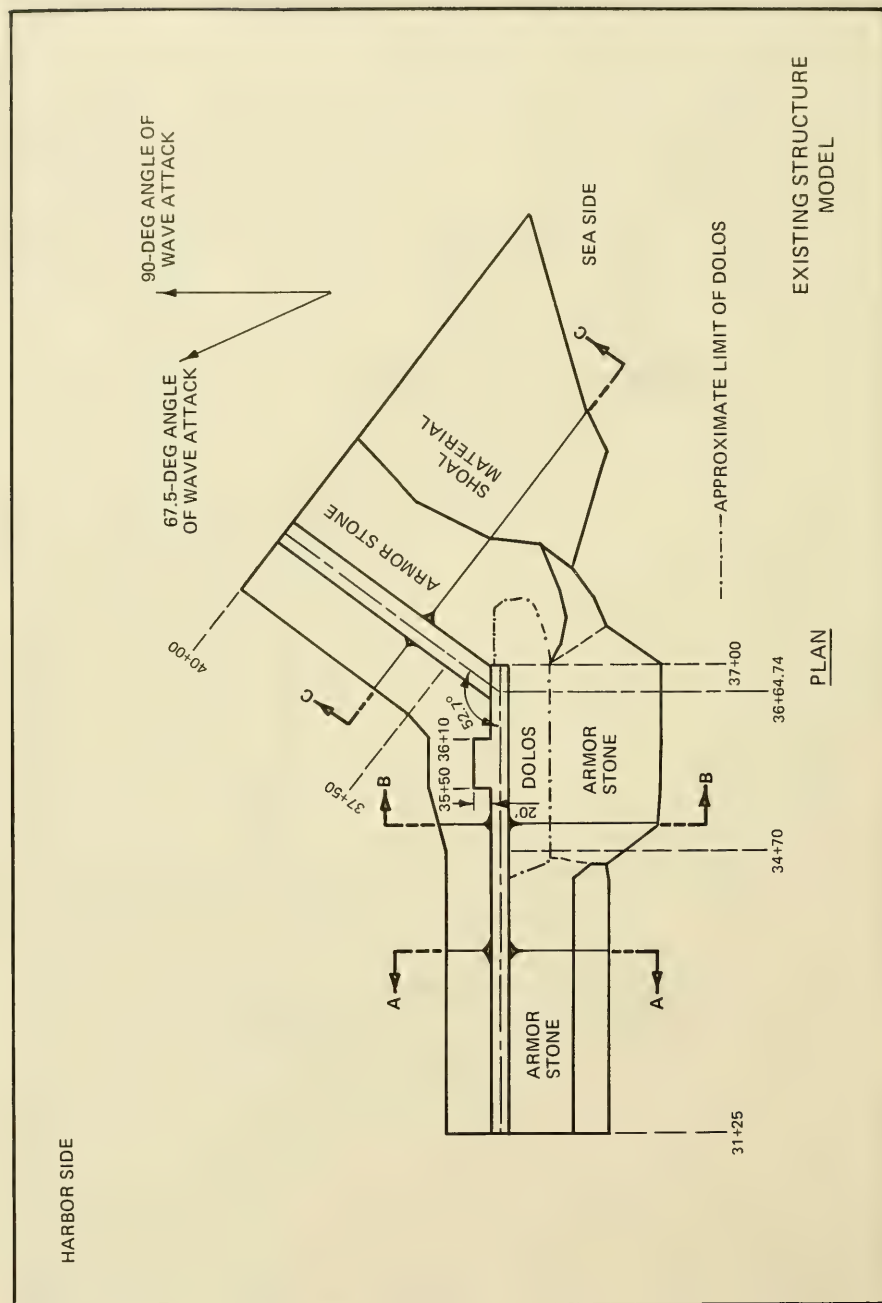 HARBOR SIDE
90-DEG ANGLE OF
WAVE ATTACK
67.5-DEG ANGLE
OF WAVE ATTACK
SEA SIDE
40+00
C
37+50
ARMOR STONE
SHOAL
MATERIAL
C
B
35+50 36+10
52.7°
20'
A
DOLOS
ARMOR
STONE
ARMOR
STONE
A
B
31+25
34+70
36+64.74
37+00
APPROXIMATE LIMIT OF DOLOS
PLAN
EXISTING STRUCTURE
MODEL